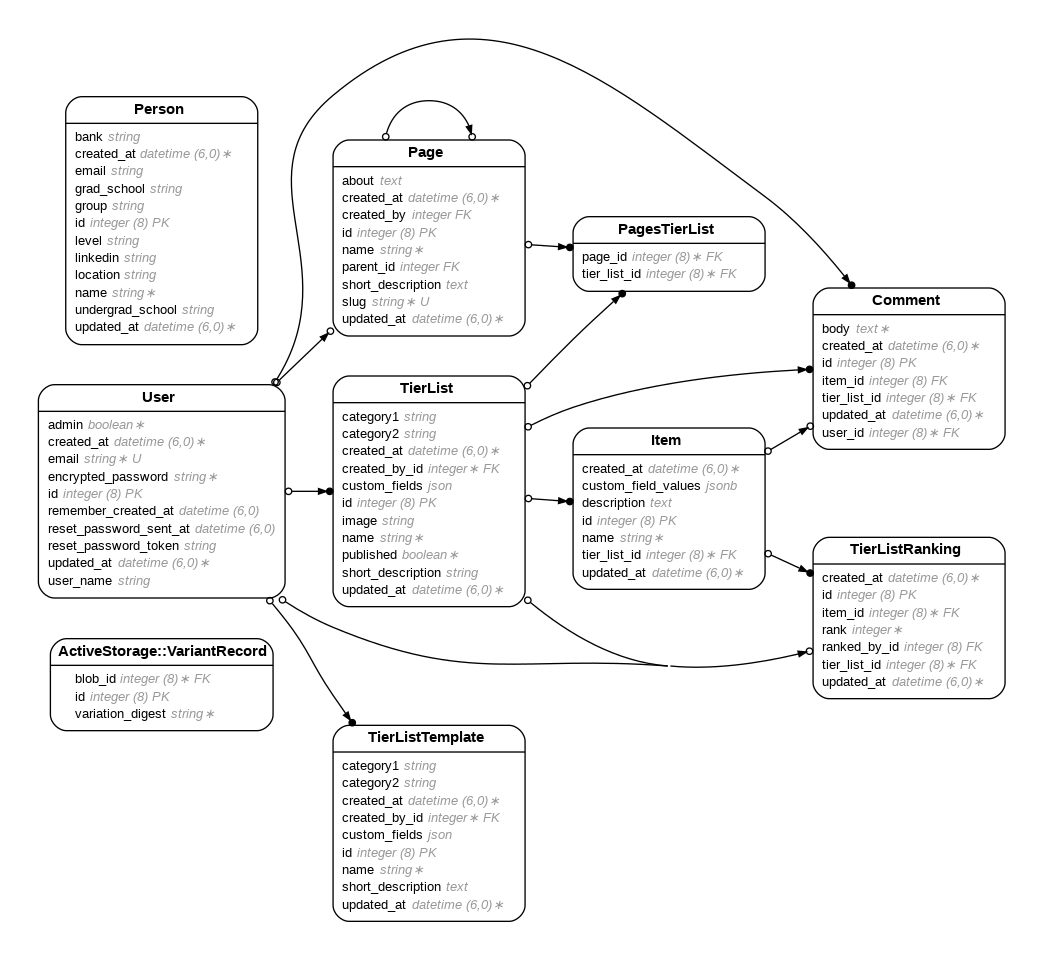 Person
bank string
created_at datetime (6,0)∗
email string
grad_school string
group string
id integer (8) PK
level string
linkedin string
location string
name string∗
undergrad_school string
updated_at datetime (6,0)∗
Page
about text
created_at datetime (6,0)∗
created_by integer FK
id integer (8) PK
name string∗
parent_id integer FK
short_description text
slug string∗ U
updated_at datetime (6,0)∗
PagesTierList
page_id integer (8)∗ FK
tier_list_id integer (8)∗ FK
Comment
body text∗
created_at datetime (6,0)∗
id integer (8) PK
item_id integer (8) FK
tier_list_id integer (8)∗ FK
updated_at datetime (6,0)∗
user_id integer (8)∗ FK
User
admin boolean∗
created_at datetime (6,0)∗
email string∗ U
encrypted_password string∗
id integer (8) PK
remember_created_at datetime (6,0)
reset_password_sent_at datetime (6,0)
reset_password_token string
updated_at datetime (6,0)∗
user_name string
TierList
category1 string
category2 string
created_at datetime (6,0)∗
created_by_id integer∗ FK
custom_fields json
id integer (8) PK
image string
name string∗
published boolean∗
short_description string
updated_at datetime (6,0)∗
Item
created_at datetime (6,0)∗
custom_field_values jsonb
description text
id integer (8) PK
name string∗
tier_list_id integer (8)∗ FK
updated_at datetime (6,0)∗
TierListRanking
created_at datetime (6,0)∗
id integer (8) PK
item_id integer (8)∗ FK
rank integer∗
ranked_by_id integer (8) FK
tier_list_id integer (8)∗ FK
updated_at datetime (6,0)∗
ActiveStorage::VariantRecord
blob_id integer (8)∗ FK
id integer (8) PK
variation_digest string∗
TierListTemplate
category1 string
category2 string
created_at datetime (6,0)∗
created_by_id integer∗ FK
custom_fields json
id integer (8) PK
name string∗
short_description text
updated_at datetime (6,0)∗